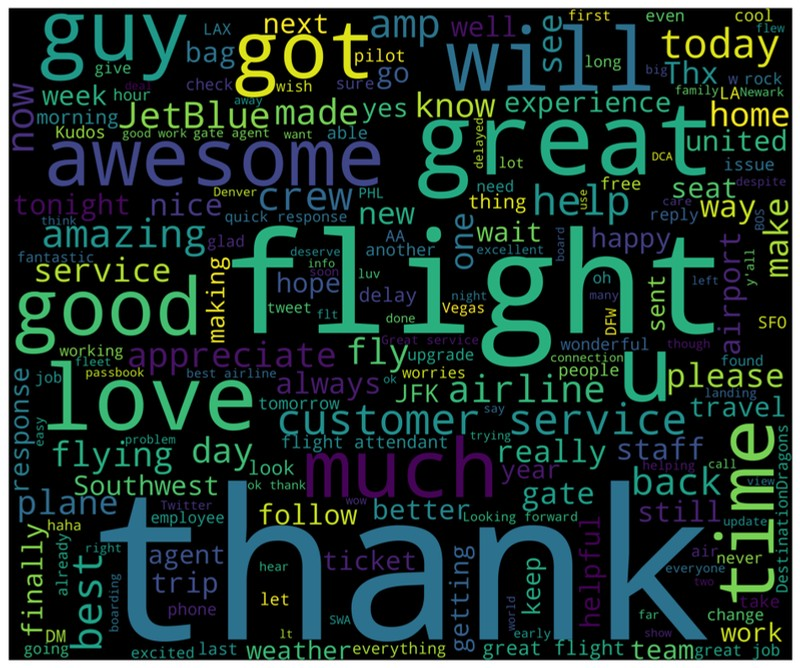 guy
LAX
give
bag
got
next
pilot
wish
amp
go
sure
well
will
see
first
long
even
big
cool
flew
today
Thx
w rock
family
LA
Newark
now
week
hour
deal
check
away
morning
JetBlue
made
yes
know
experience
home
Kudos
good work
gate agent
want
able
awesome
great
delayed
lot
DCA
united
issue
tonight
nice
Denver
crew
PHL
need
thing
use
free
help
seat
despite
care
way
think
quick response
new
reply
BOS
make
amazing
glad
AA
another
one
wait
excellent
board
happy
airport
y'all
fantastic
service
making
flight
deserve
info
soon
hope
luv
delay
tweet
flt
night
Vegas
done
oh
many
DFW
sent
left
SFO
good
working
fleet
appreciate
Great service
fly
upgrade
wonderful
connection
though
found
job
passbook
best airline
always
ok
worries
JFK
airline
people
u
please
landing
love
tomorrow
customer service
say
travel
response
easy
problem
flying
day
flight attendant
trying
really
staff
look
much
year
helping
call
Southwest
ok thank
back
view
DestinationDragons
time
plane
Twitter
employee
wow
follow
better
Looking forward
gate
still
update
haha
finally
already
right
agent
thank
ticket
hear
helpful
air
never
everyone
best
boarding
trip
phone
let
SWA
getting
world
keep
two
take
DM
lt
early
far
show
change
work
going
excited
last
weather
everything
great flight
team
great job